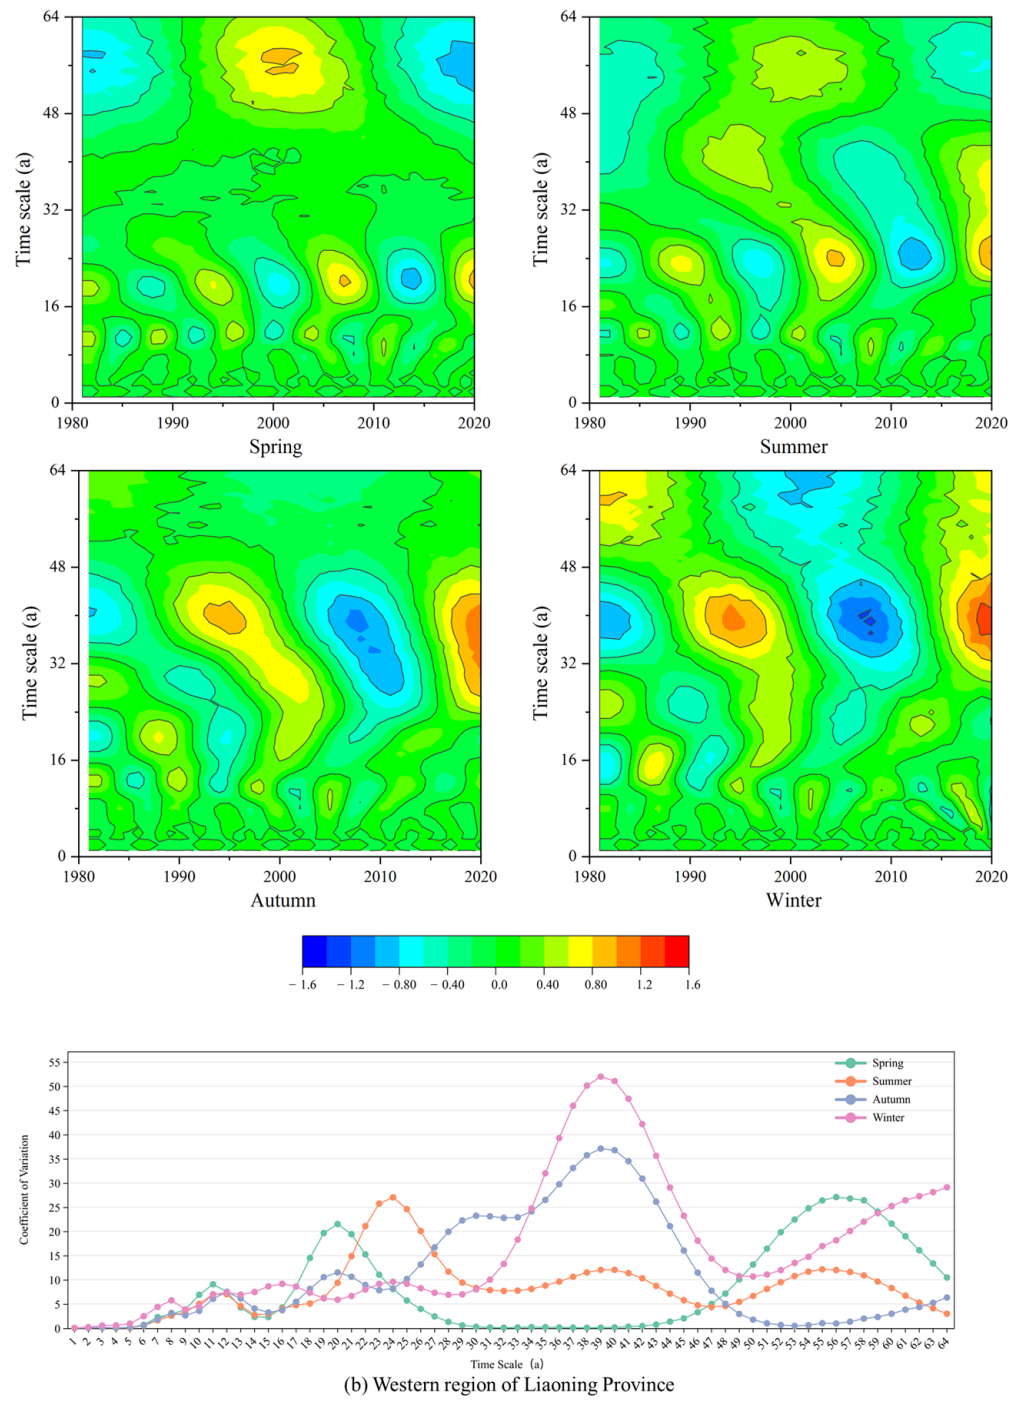 64
48
32
16
0
Time scale (a)
1980 1990 2000 2010 2020
Spring
64
48
32
16
0
Time scale (a)
1980 1990 2000 2010 2020
Summer
64
48
32
16
0
Time scale (a)
1980 1990 2000 2010 2020
Autumn
64
48
32
16
0
Time scale (a)
1980 1990 2000 2010 2020
Winter
− 1.6 − 1.2 − 0.80 − 0.40 0.0 0.40 0.80 1.2 1.6
55
50
45
40
35
30
25
20
15
10
5
0
Coefficient of Variation
Spring
Summer
Autumn
Winter
1 2 3 4 5 6 7 8 9 10 11 12 13 14 15 16 17 18 19 20 21 22 23 24 25 26 27 28 29 30 31 32 33 34 35 36 37 38 39 40 41 42 43 44 45 46 47 48 49 50 51 52 53 54 55 56 57 58 59 60 61 62 63 64
Time Scale (a)
(b) Western region of Liaoning Province